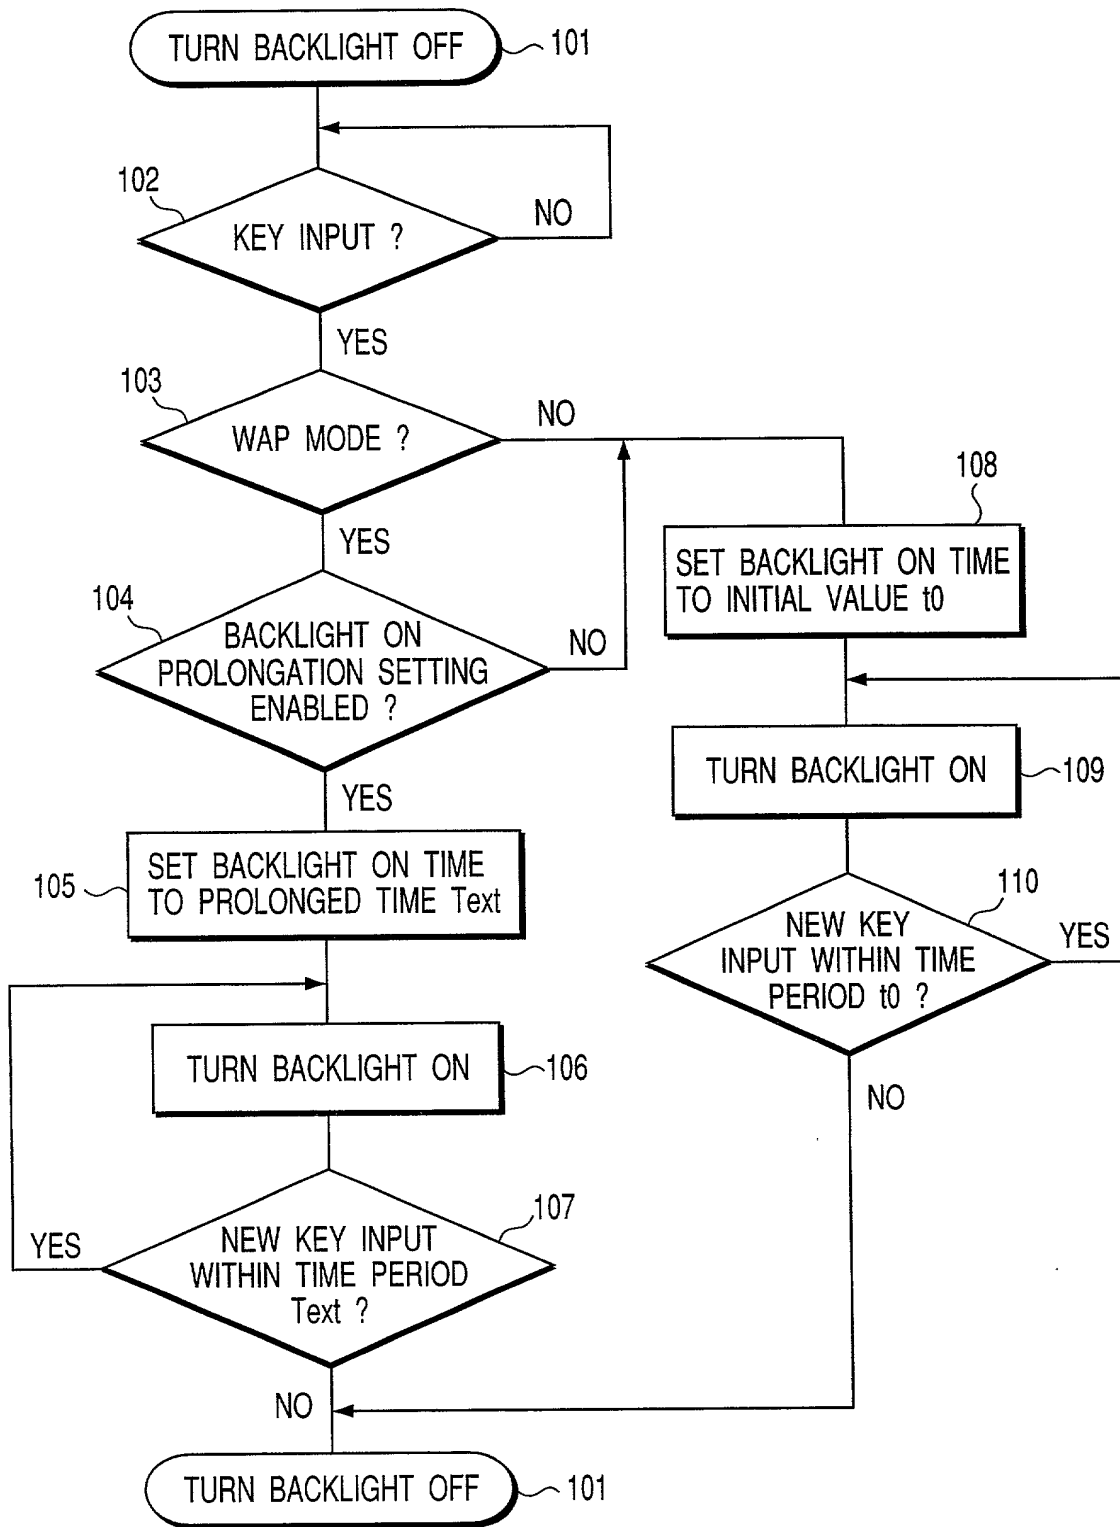 TURN BACKLIGHT OFF
101
102
KEY INPUT ?
NO
YES
103
WAP MODE ?
NO
YES
104
BACKLIGHT ON
PROLONGATION SETTING
ENABLED ?
NO
YES
105
SET BACKLIGHT ON TIME
TO PROLONGED TIME Text
TURN BACKLIGHT ON
106
107
NEW KEY INPUT
WITHIN TIME PERIOD
Text ?
YES
NO
108
SET BACKLIGHT ON TIME
TO INITIAL VALUE t0
TURN BACKLIGHT ON
109
110
NEW KEY
INPUT WITHIN TIME
PERIOD t0 ?
YES
NO
TURN BACKLIGHT OFF
101